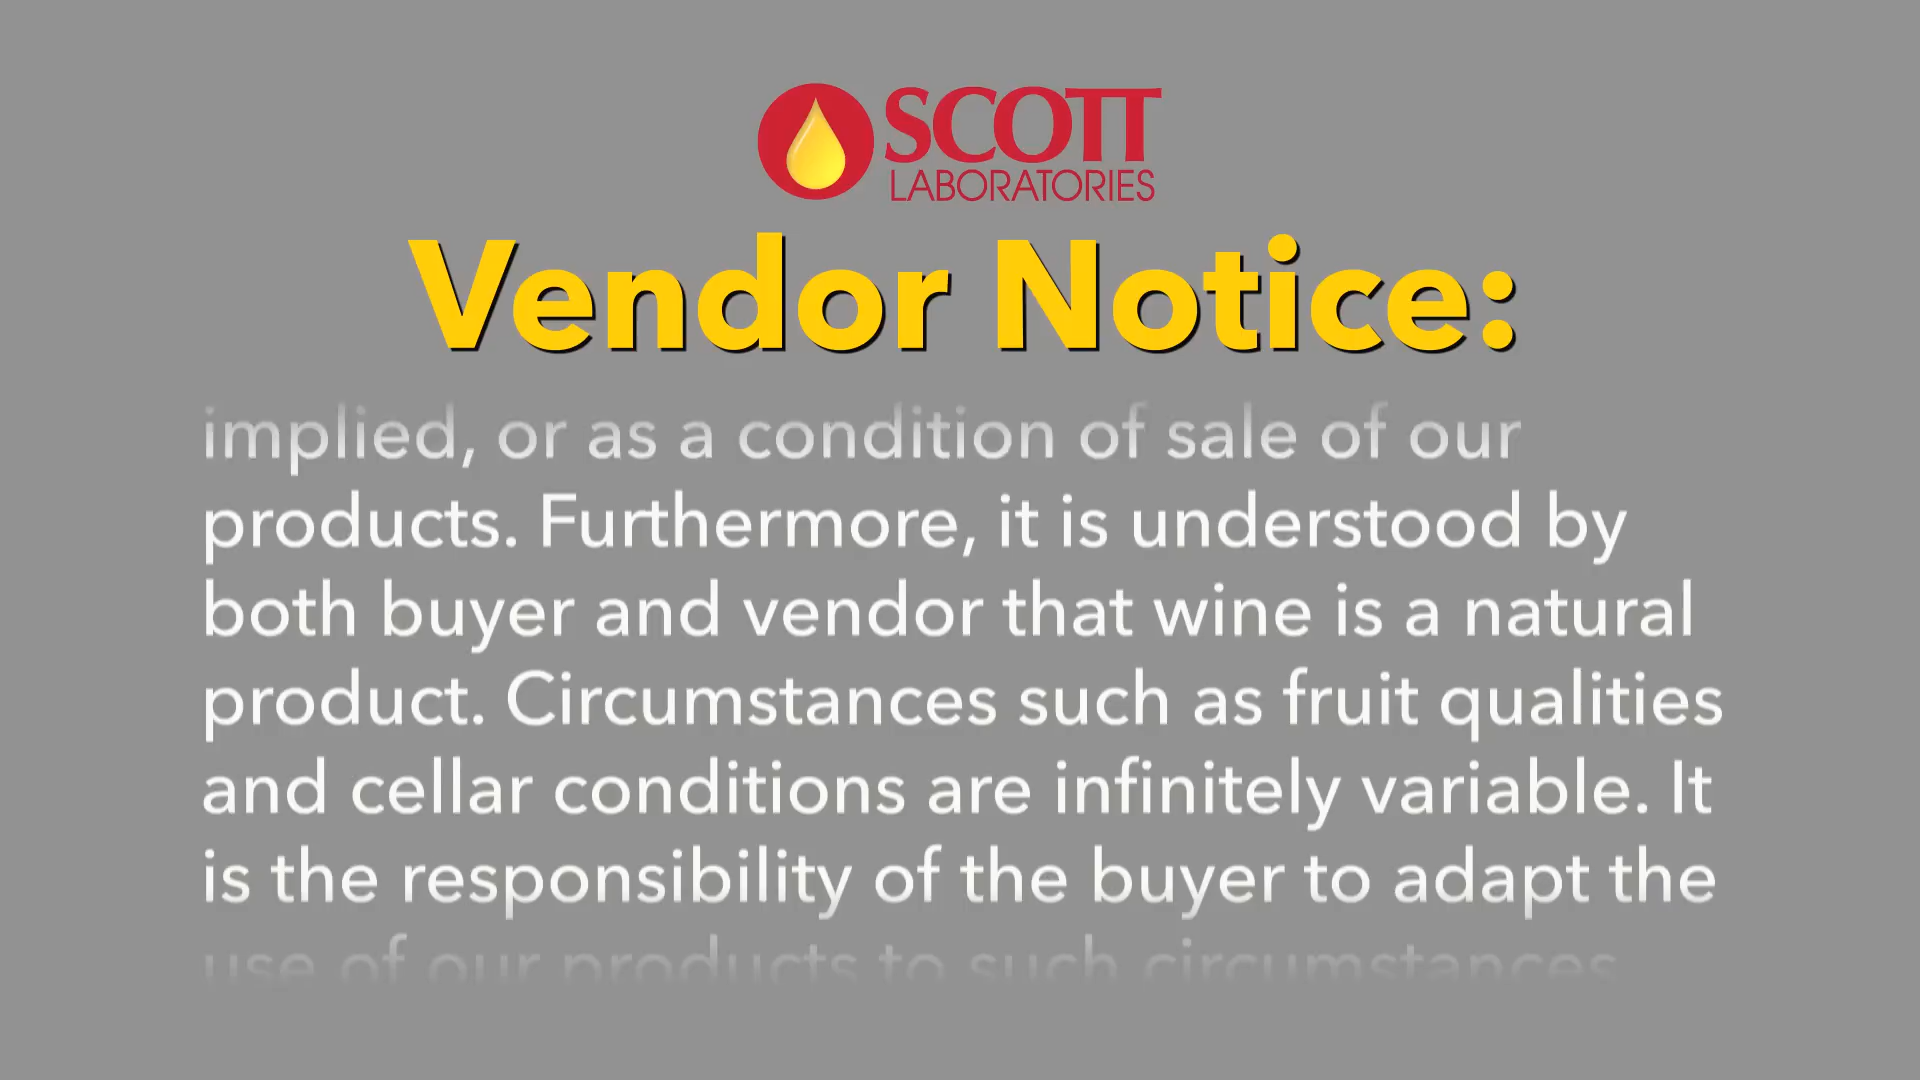 SCOTT
LABORATORIES
Vendor Notice:
implied, or as a condition of sale of our
products. Furthermore, it is understood by
both buyer and vendor that wine is a natural
product. Circumstances such as fruit qualities
and cellar conditions are infinitely variable. It
is the responsibility of the buyer to adapt the
use of our products to such circumstances